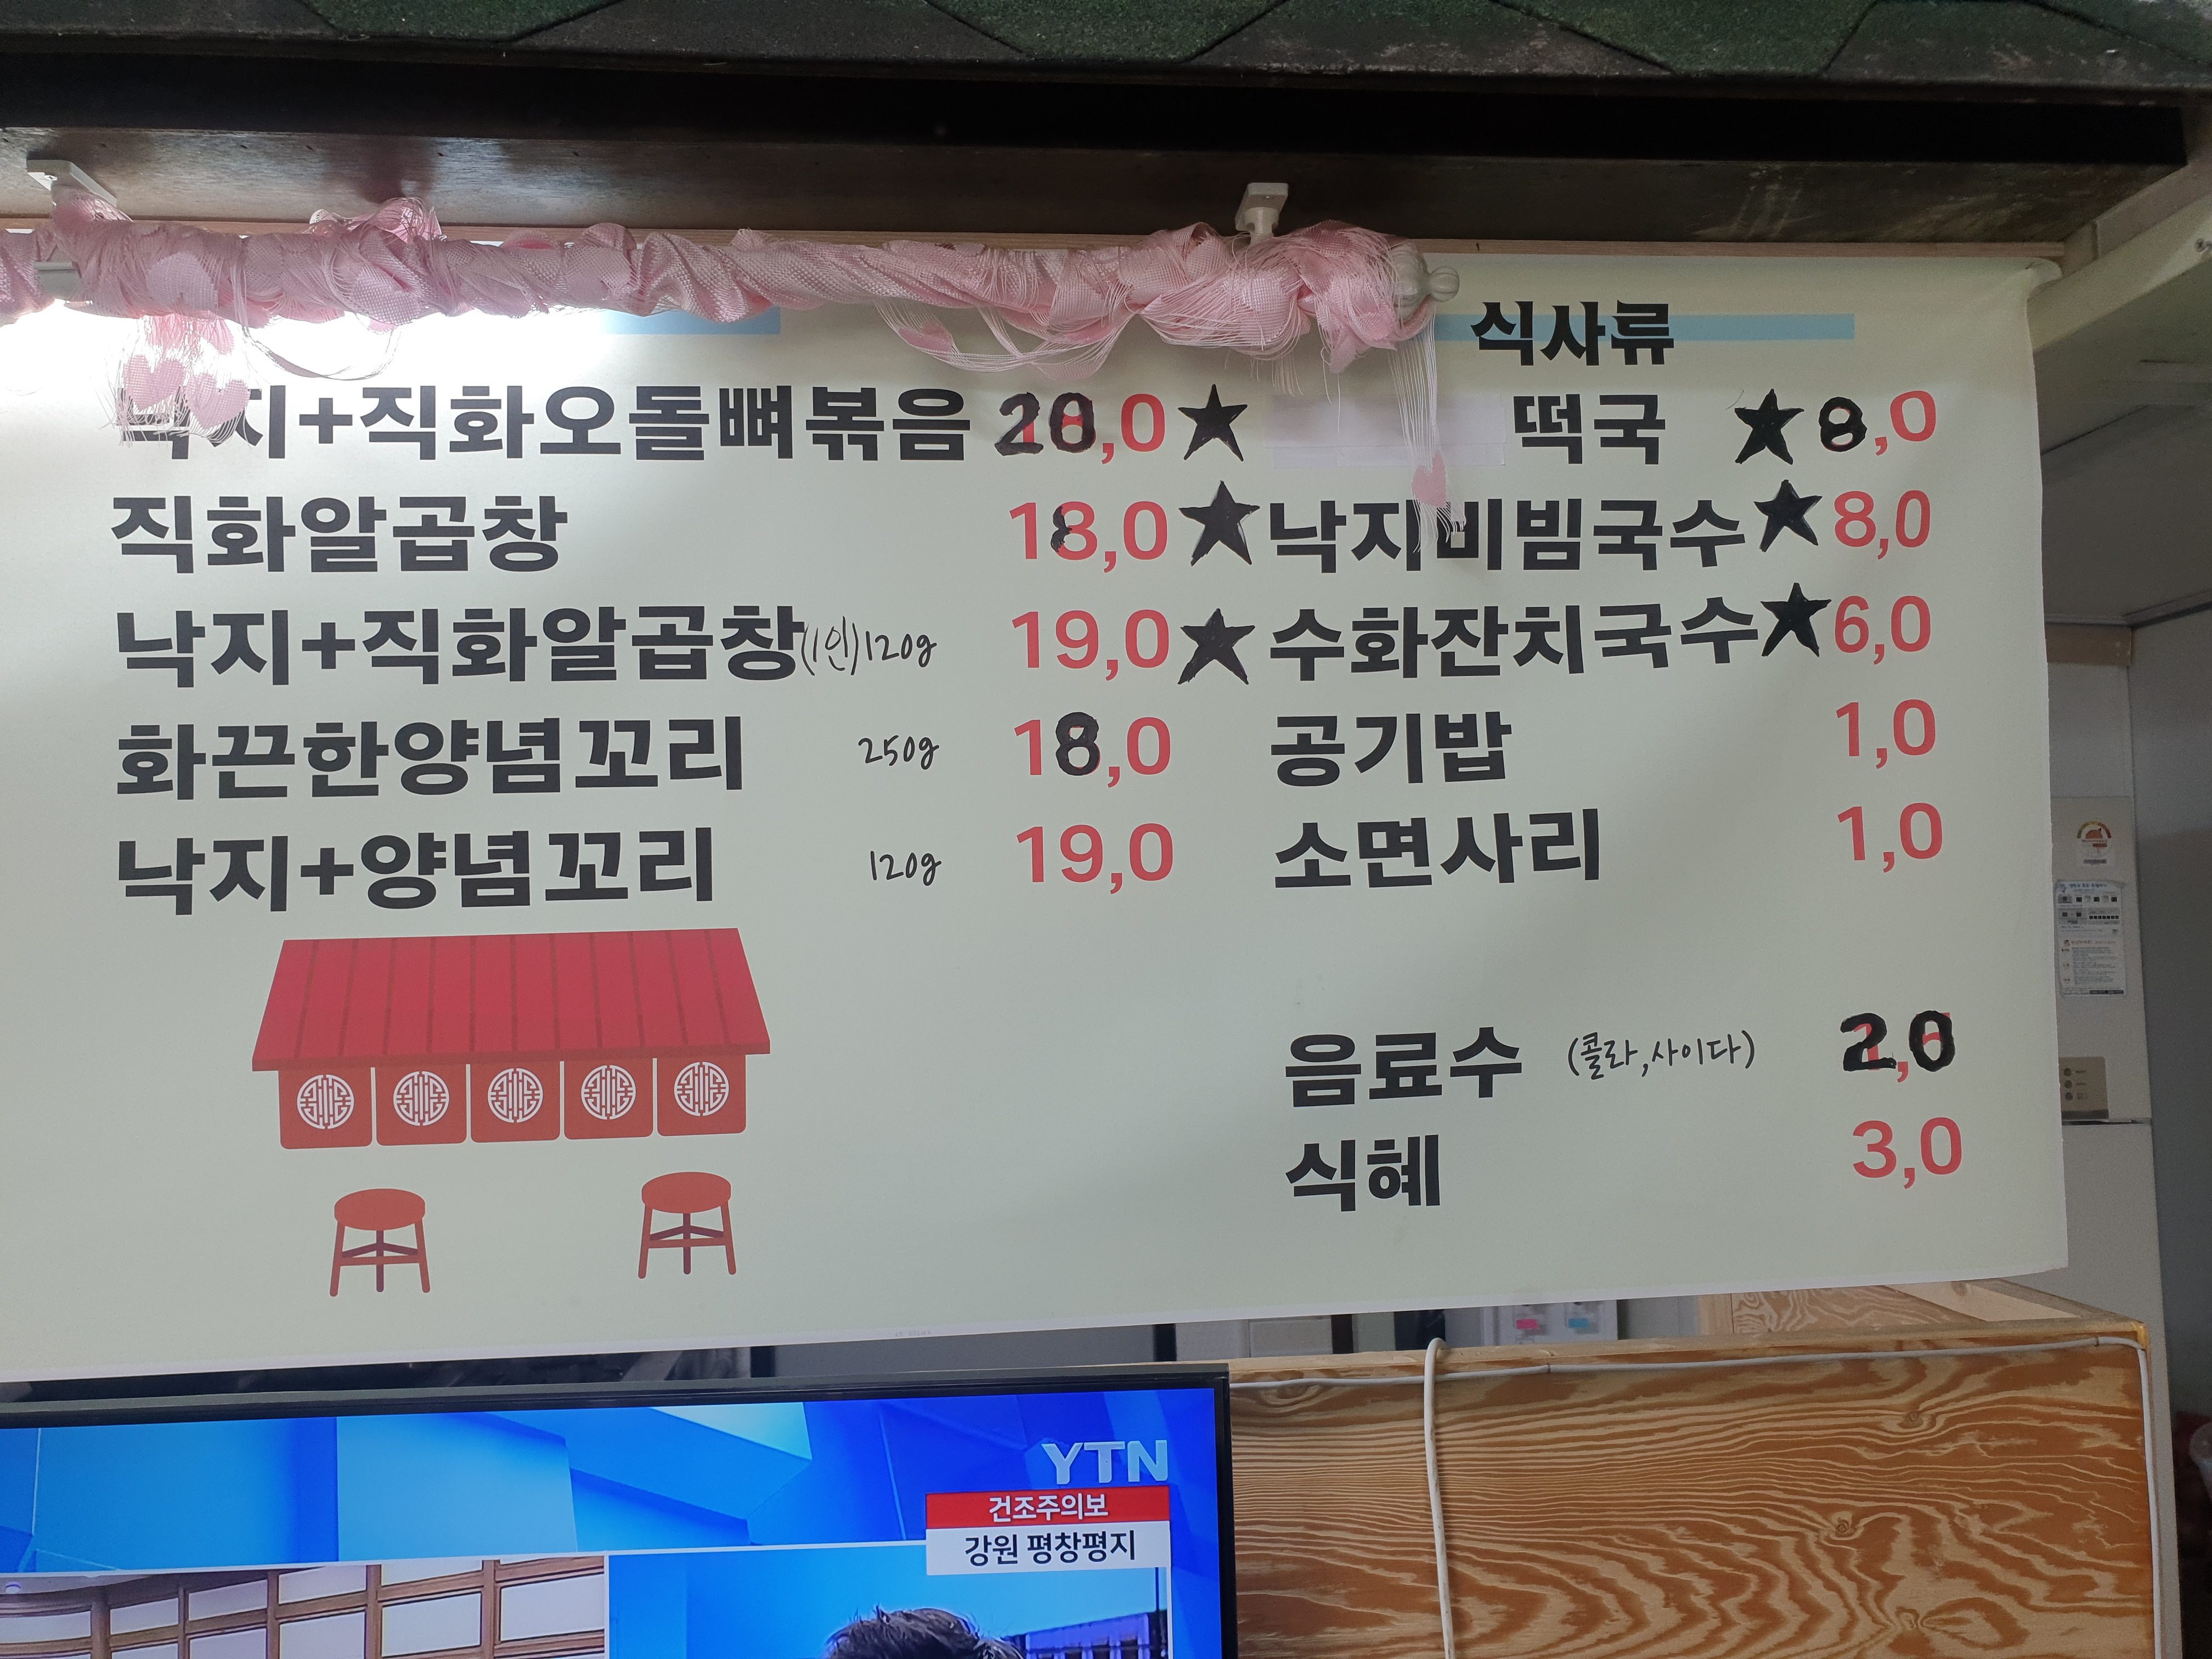 낙지+직화오돌뼈볶음 20,0 ★
직화알곱창 18,0 ★
낙지+직화알곱창 (1인) 120g 19,0 ★
화끈한양념꼬리 250g 18,0
낙지+양념꼬리 120g 19,0
식사류
떡국 ★ 8,0
낙지비빔국수 ★ 8,0
수화잔치국수 ★ 6,0
공기밥 1,0
소면사리 1,0
음료수 (콜라,사이다) 2,0
식혜 3,0
YTN
건조주의보
강원 평창평지